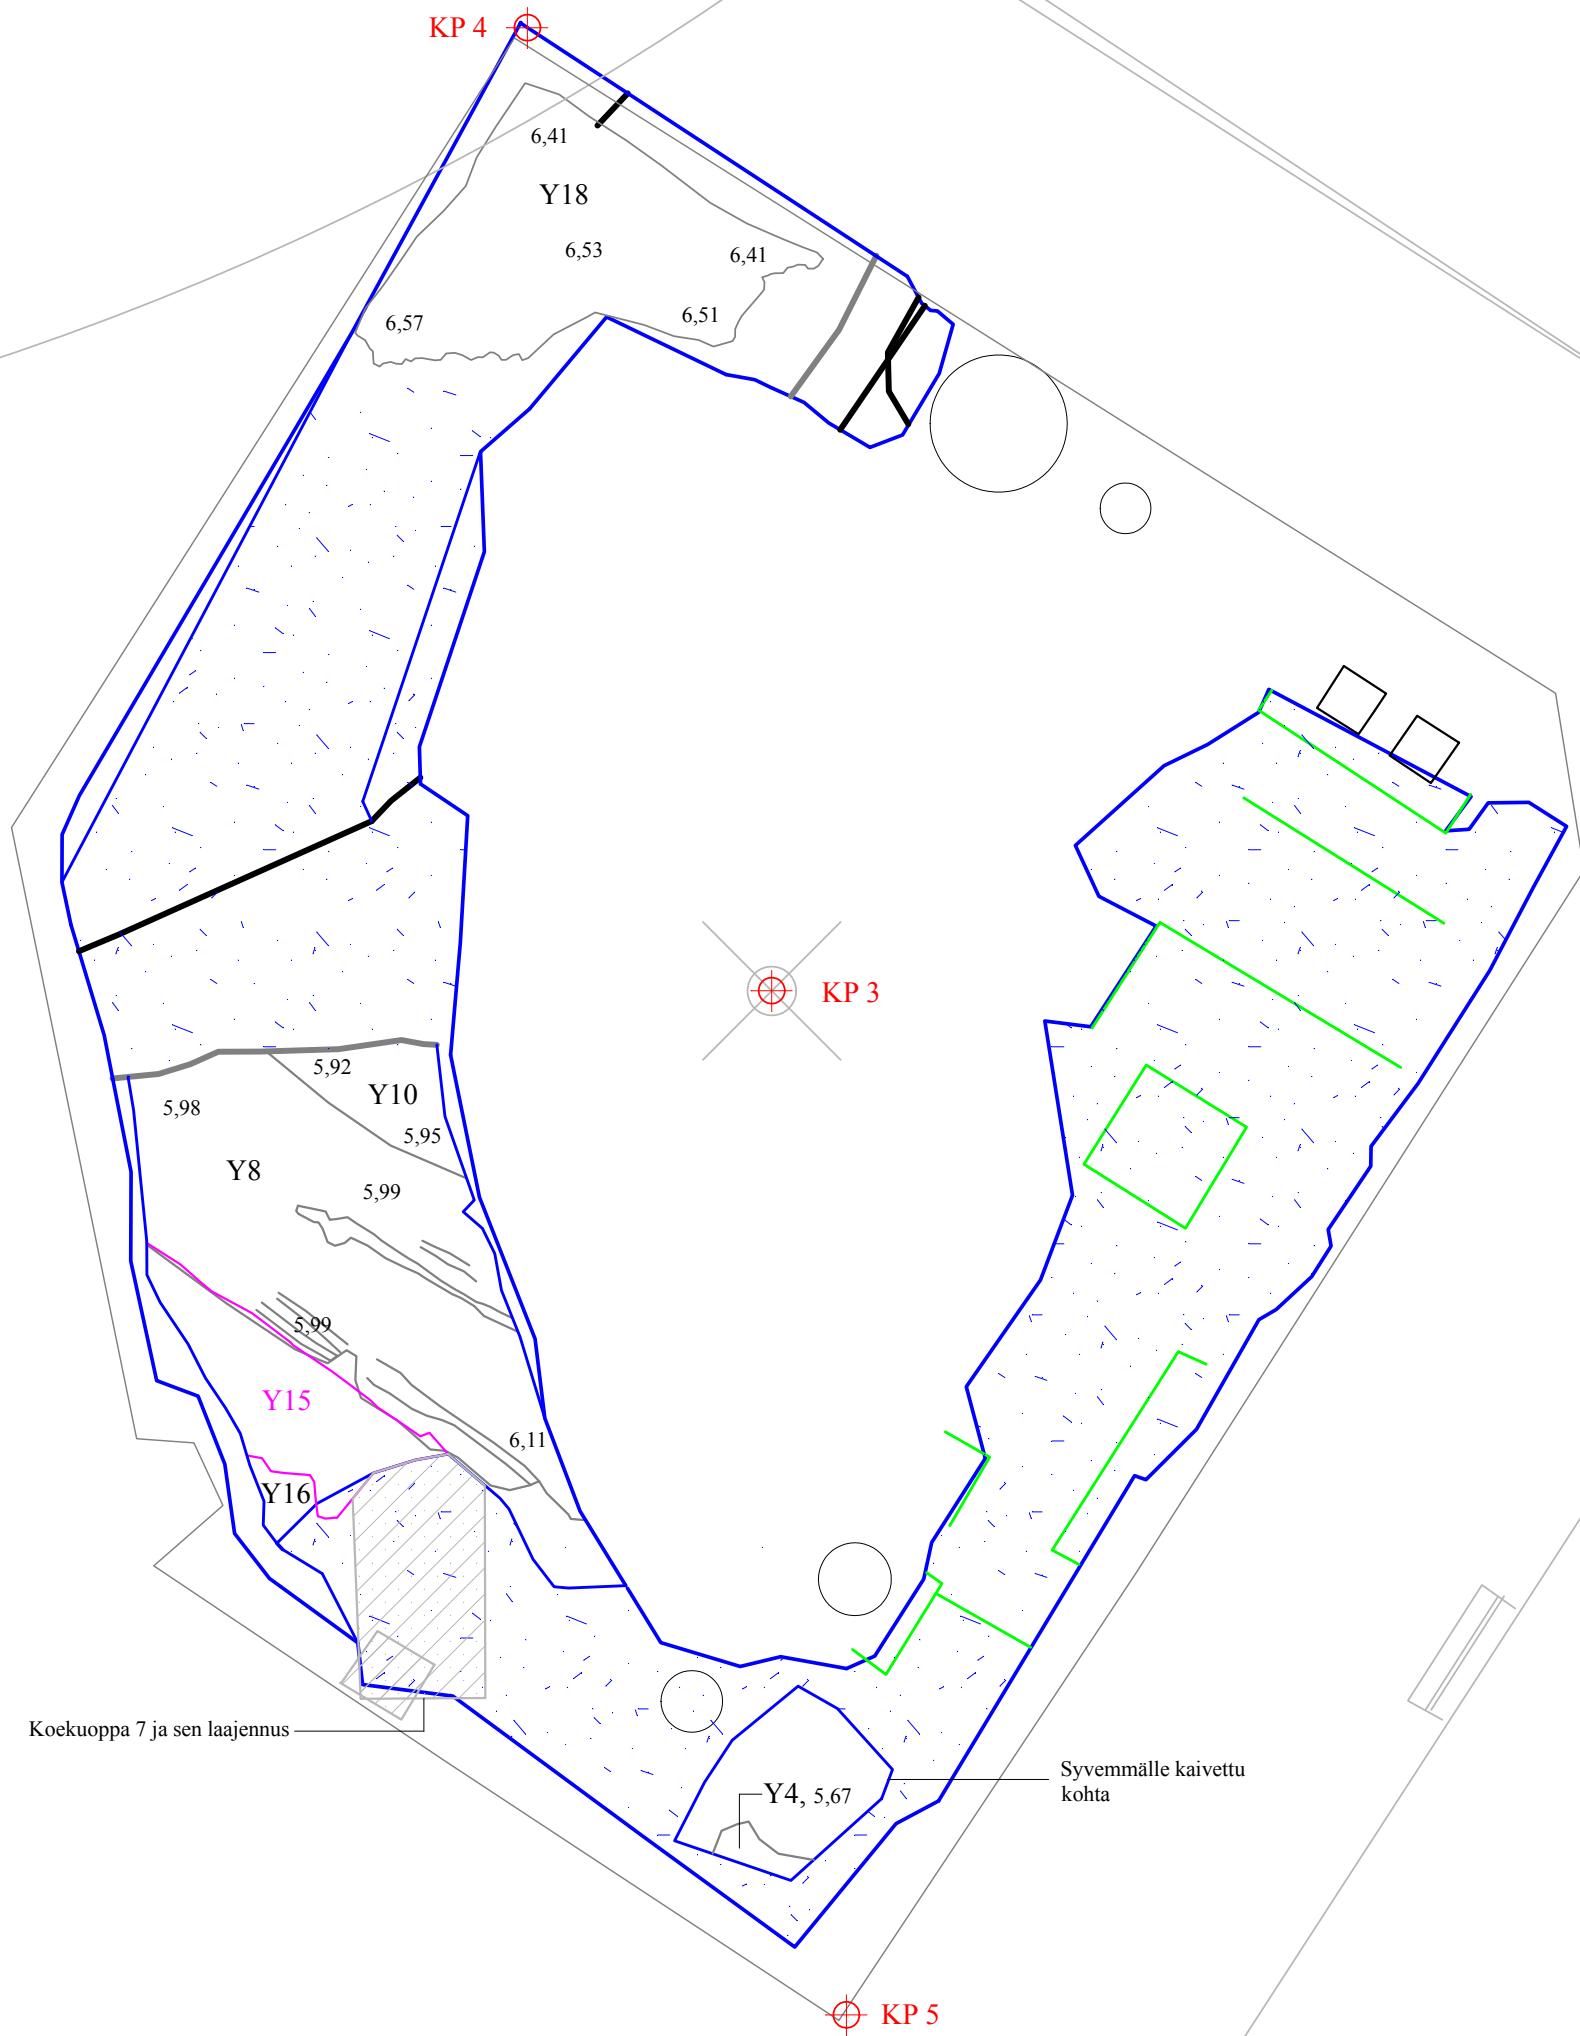 KP 4
6,41
Y18
6,53
6,41
6,57
6,51
KP 3
5,92
Y10
5,98
5,95
Y8
5,99
5,99
Y15
6,11
Y16
Koekuoppa 7 ja sen laajennus
Syvemmälle kaivettu
kohta
Y4, 5,67
KP 5